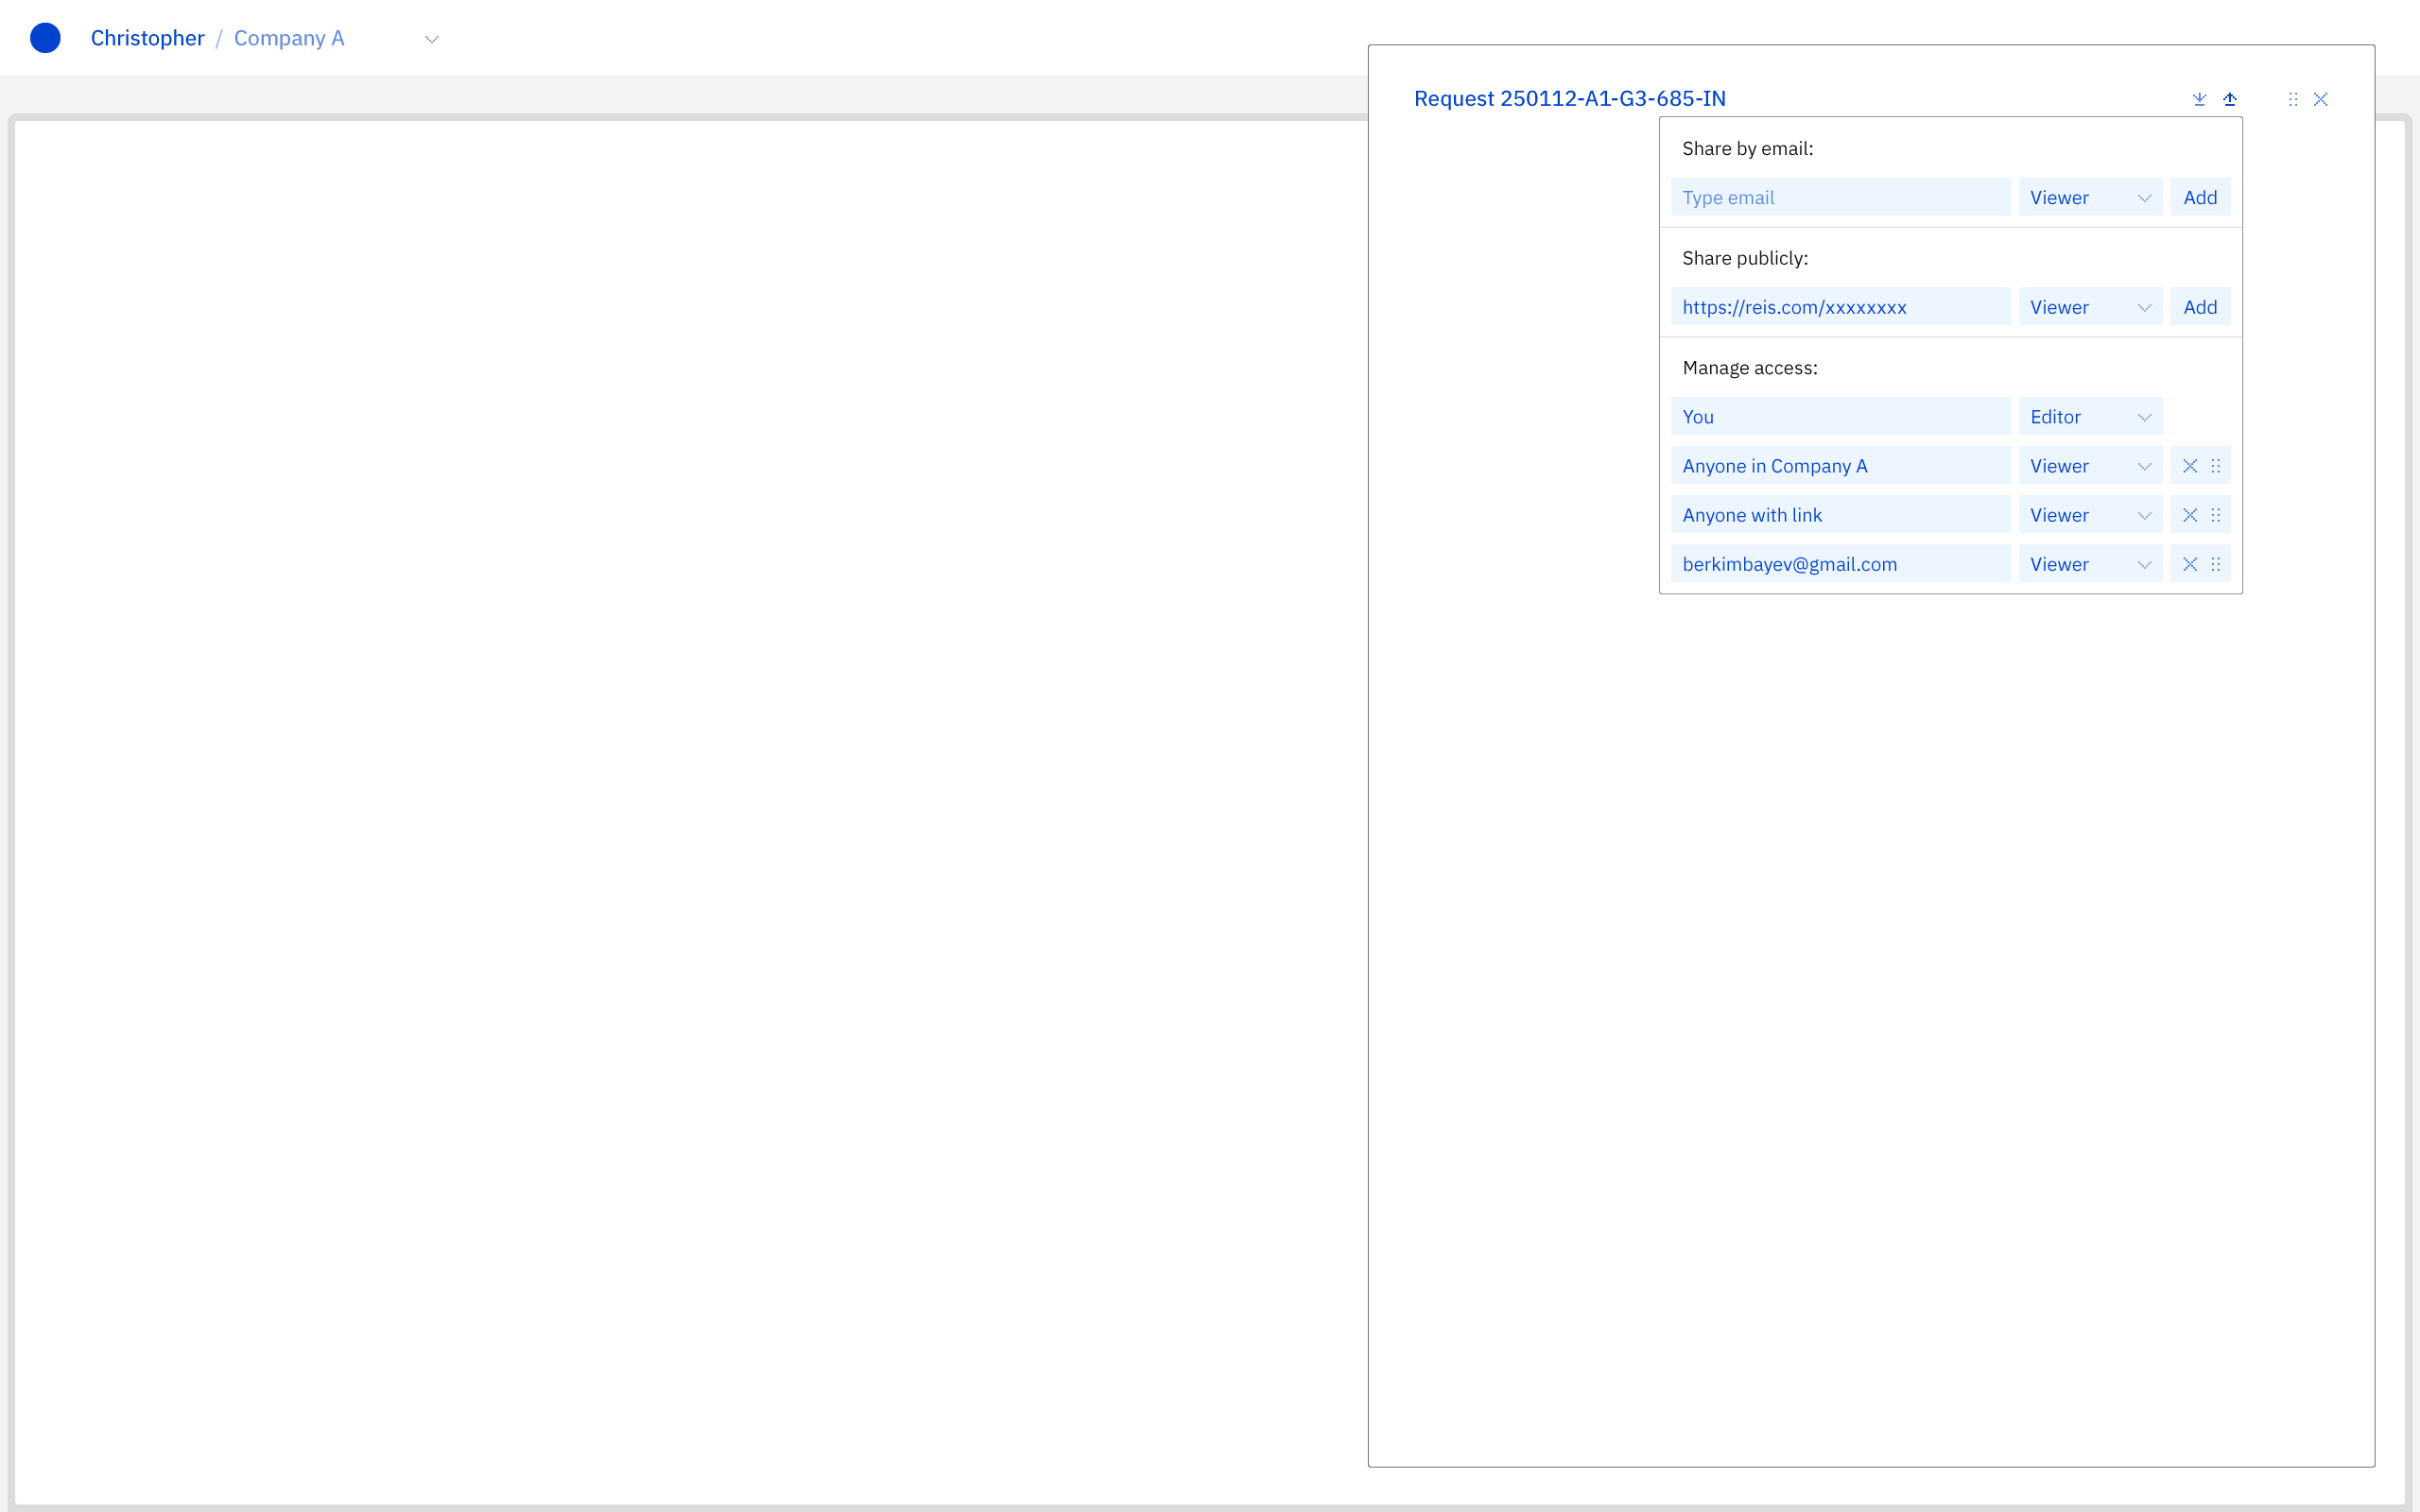 Christopher / Company A
Request 250112-A1-G3-685-IN
Share by email:
Type email Viewer Add
Share publicly:
https://reis.com/xxxxxxxx Viewer Add
Manage access:
You Editor
Anyone in Company A Viewer
Anyone with link Viewer
berkimbayev@gmail.com Viewer